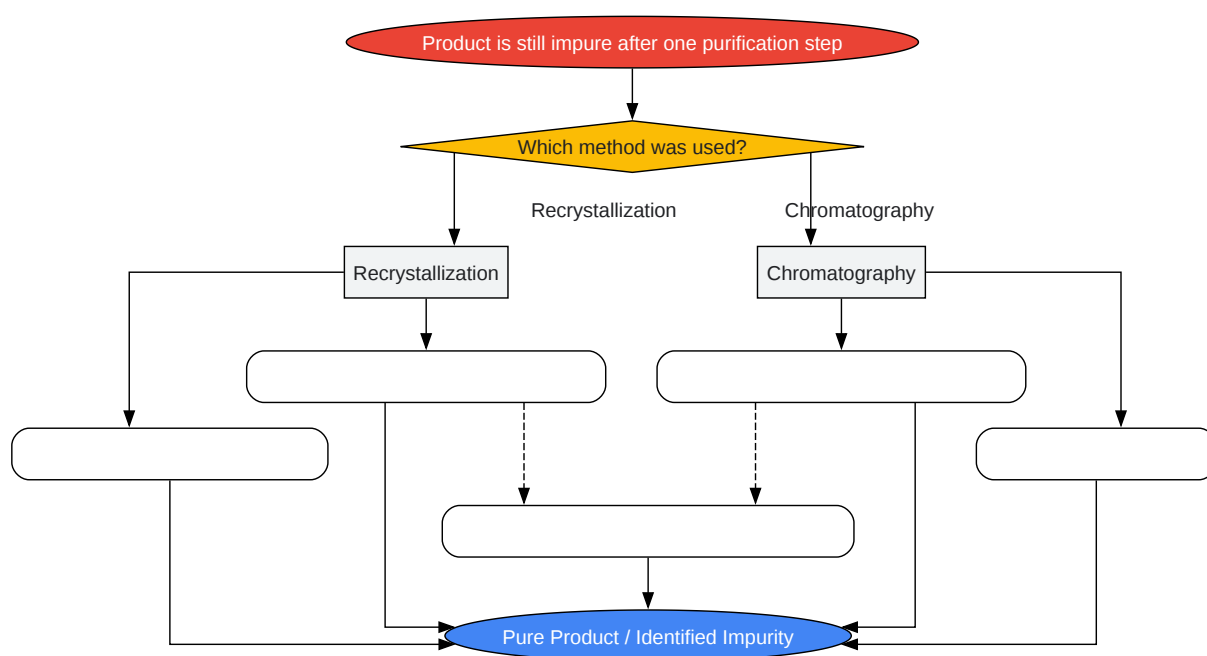 Product is still impure after one purification step
Which method was used?
Recrystallization
Chromatography
Recrystallization
Chromatography
Pure Product / Identified Impurity